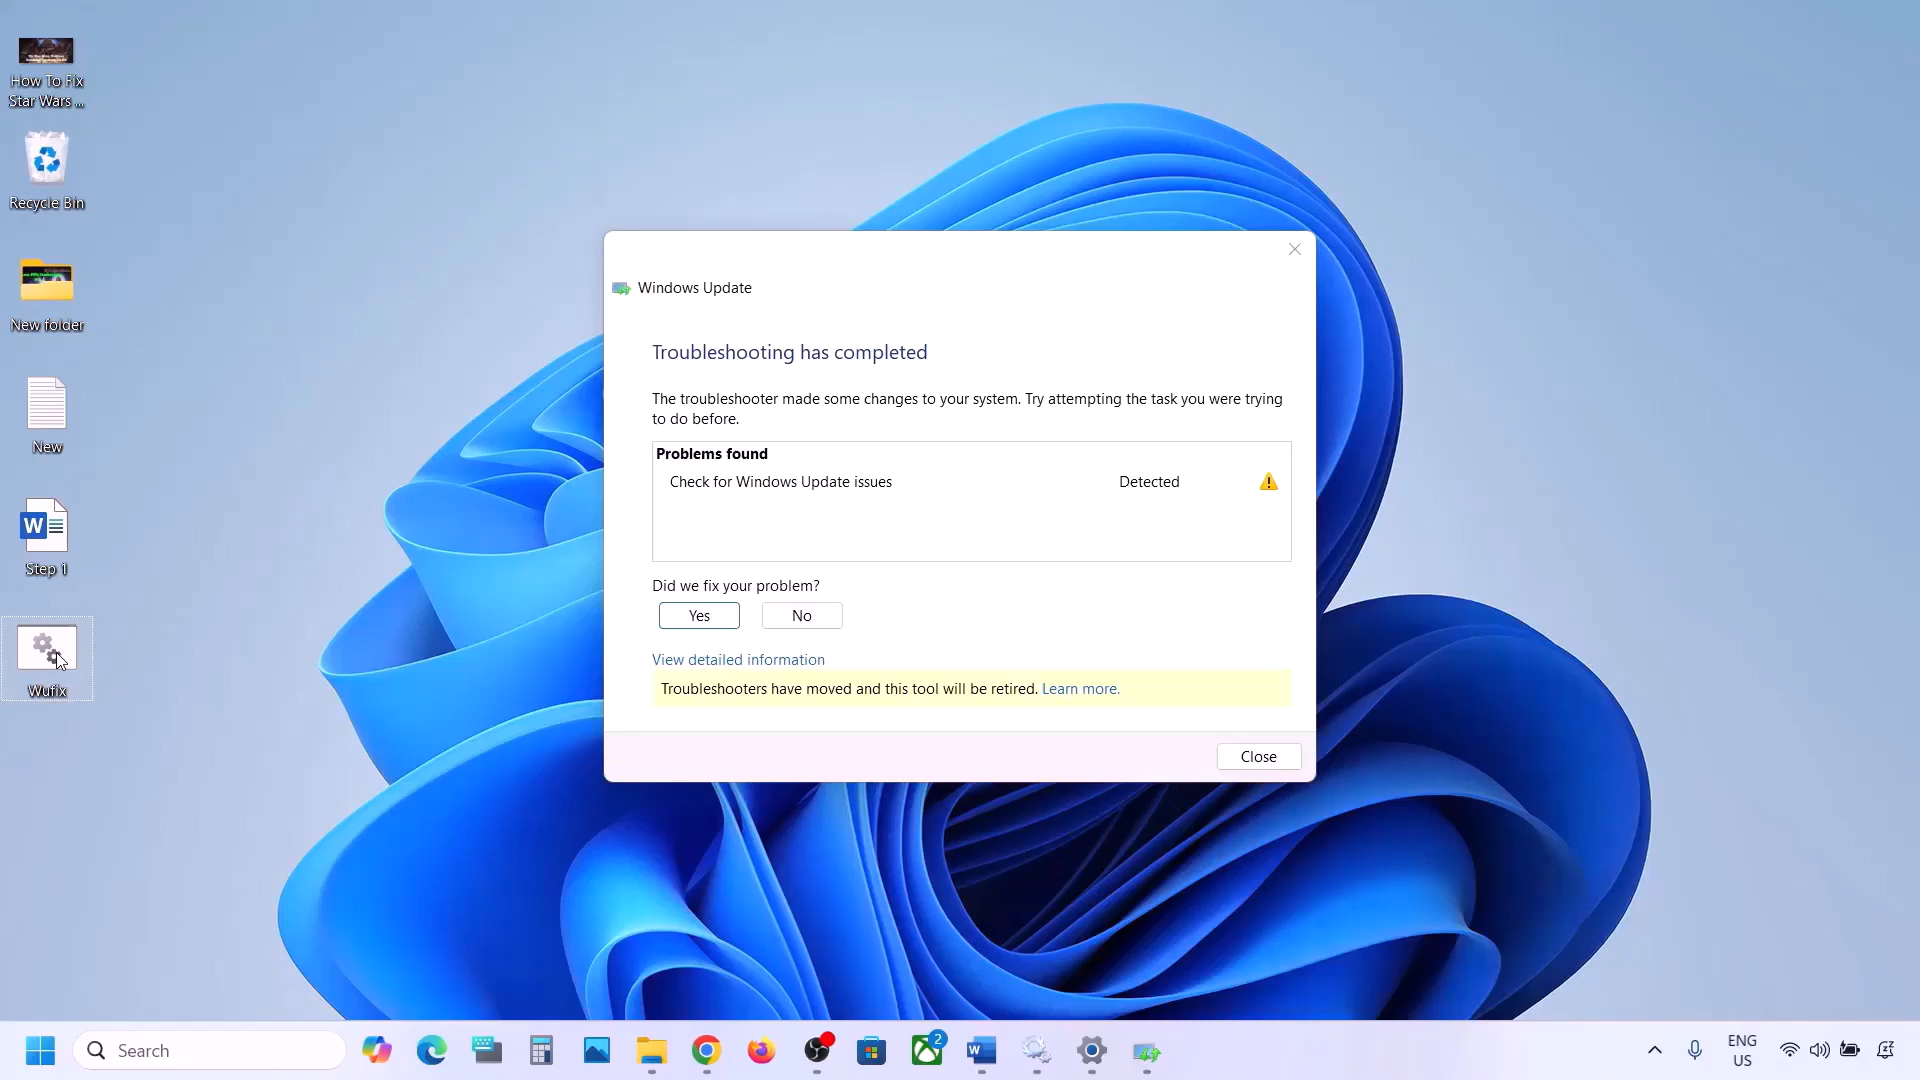 How To Fix
Star Wars ...
Recycle Bin
New folder
New
W
Step 1
Wufix
Windows Update
Troubleshooting has completed
The troubleshooter made some changes to your system. Try attempting the task you were trying
to do before.
Problems found
Check for Windows Update issues
Detected
Did we fix your problem?
Yes
No
View detailed information
Troubleshooters have moved and this tool will be retired. Learn more.
Close
Search
2
W
ENG
US